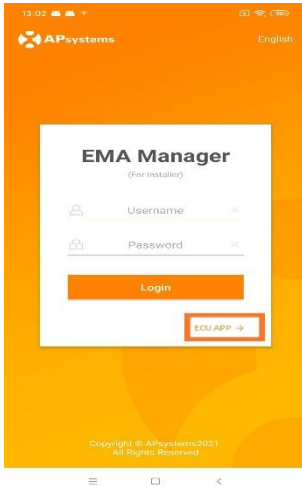 13:02
APsystems
English
EMA Manager
(For Installer)
Username
Password
Login
ECU APP →
Copyright © APsystems2021
All Rights Reserved